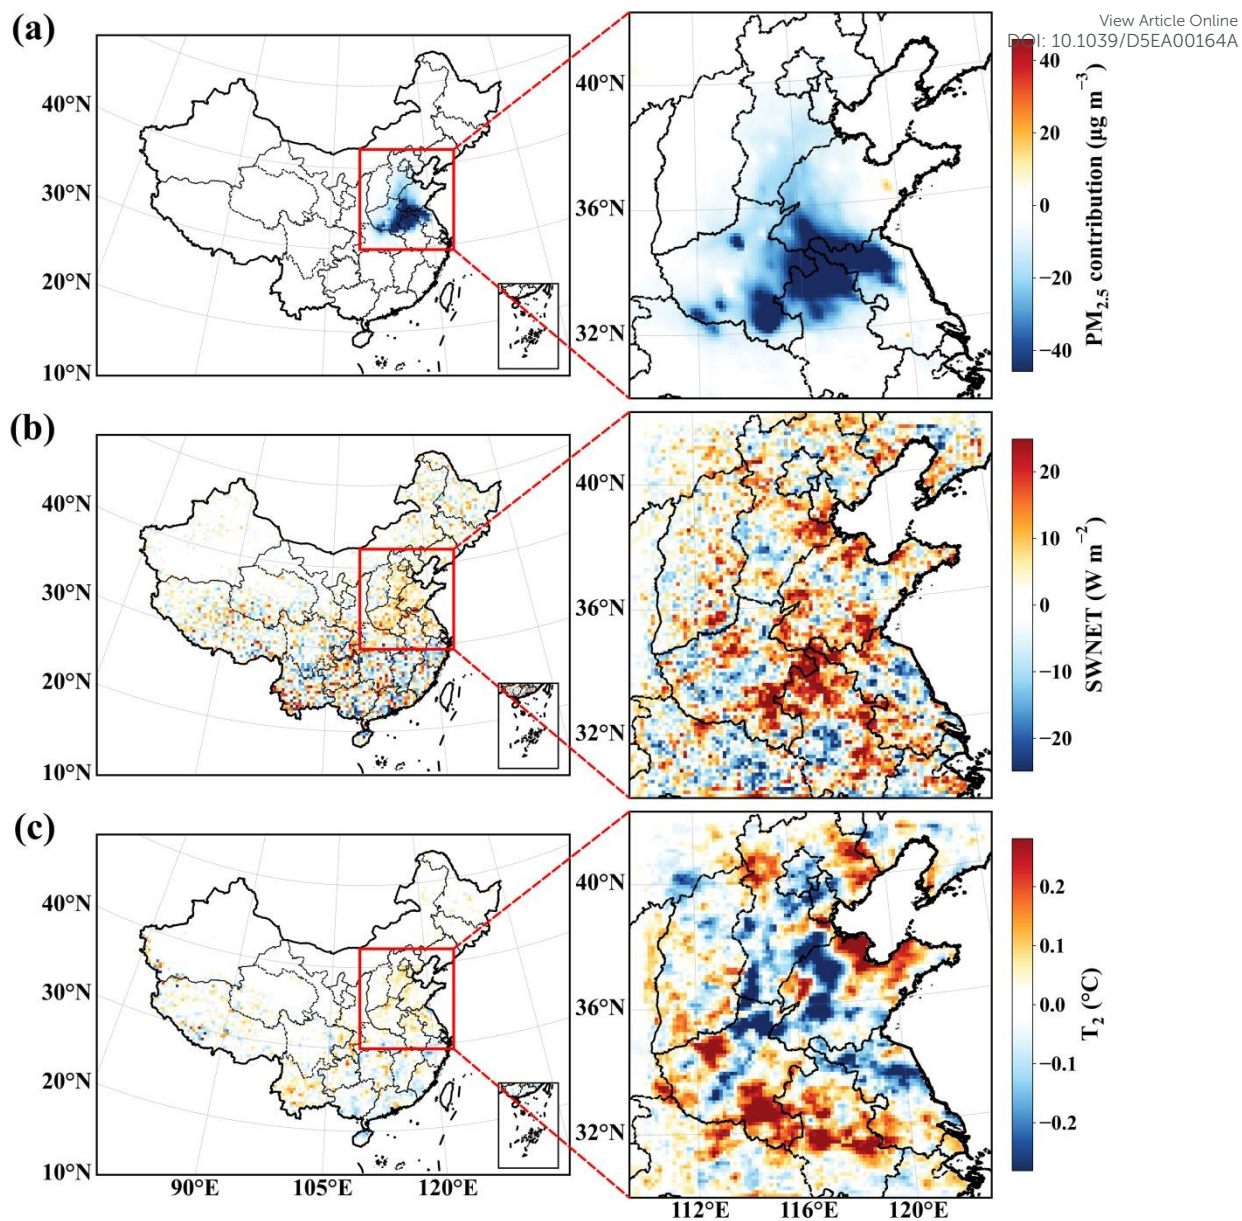 View Article Online
DOI: 10.1039/D5EA00164A
(a)
40°N
30°N
20°N
10°N
40°N
36°N
32°N
40
20
0
−20
−40
PM2.5 contribution (μg m−3)
(b)
40°N
30°N
20°N
10°N
40°N
36°N
32°N
20
10
0
−10
−20
SWNET (W m−2)
(c)
40°N
30°N
20°N
10°N
90°E 105°E 120°E
40°N
36°N
32°N
112°E 116°E 120°E
0.2
0.1
0.0
−0.1
−0.2
T2 (°C)